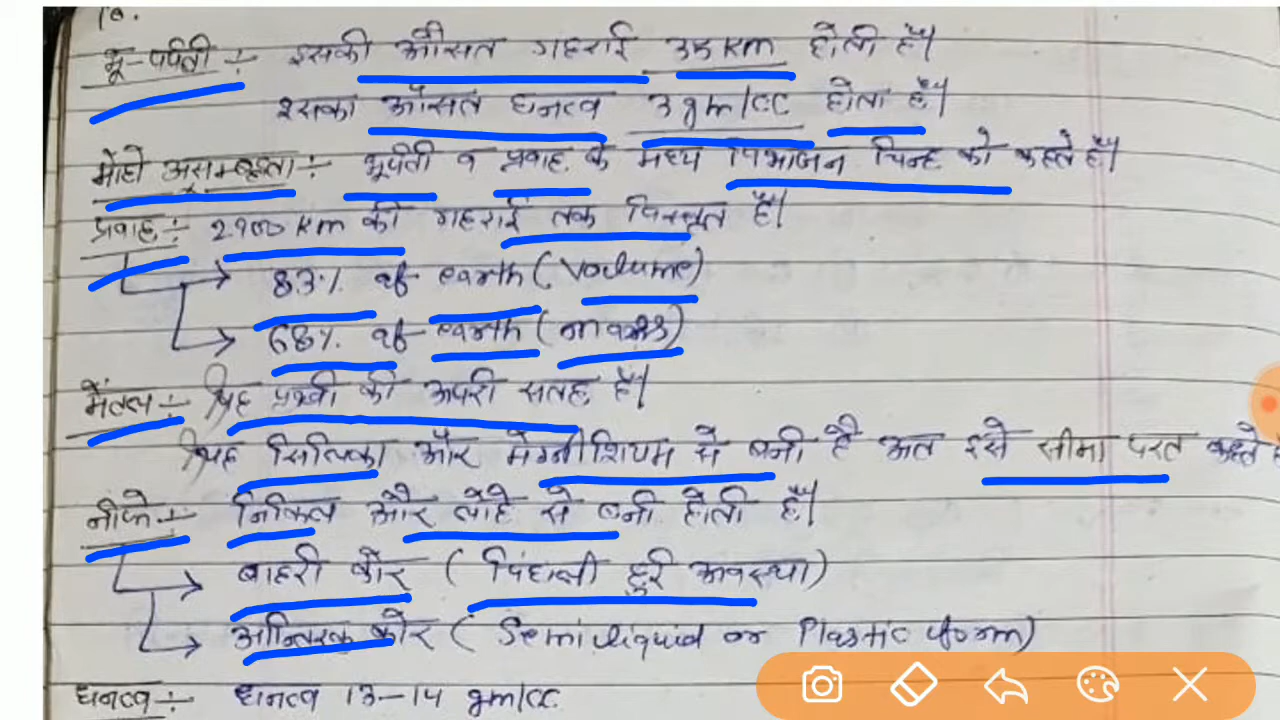 10.
भू-पर्पटी :- इसकी औसत गहराई 35 km होती है।
इसका औसत घनत्व 3 gm/cc होता है।
मोहो असम्बद्धता :- भूपर्पटी व प्रवाह के मध्य विभाजन चिन्ह को कहते है।
प्रवाह :- 2900 km की गहराई तक विस्तृत है।
83% of earth (volume)
68% of earth (mass)
मेंटल :- यह पृथ्वी की ऊपरी सतह है।
यह सिलिका और मेग्नीशियम से बनी है अत इसे सीमा परत कहते
नीफे :- निकिल और लोहे से बनी होती है।
बाहरी कोर (पिघली हुई अवस्था)
आन्तिरक कोर (Semi liquid or Plastic form)
घनत्व :- घनत्व 13-14 gm/cc